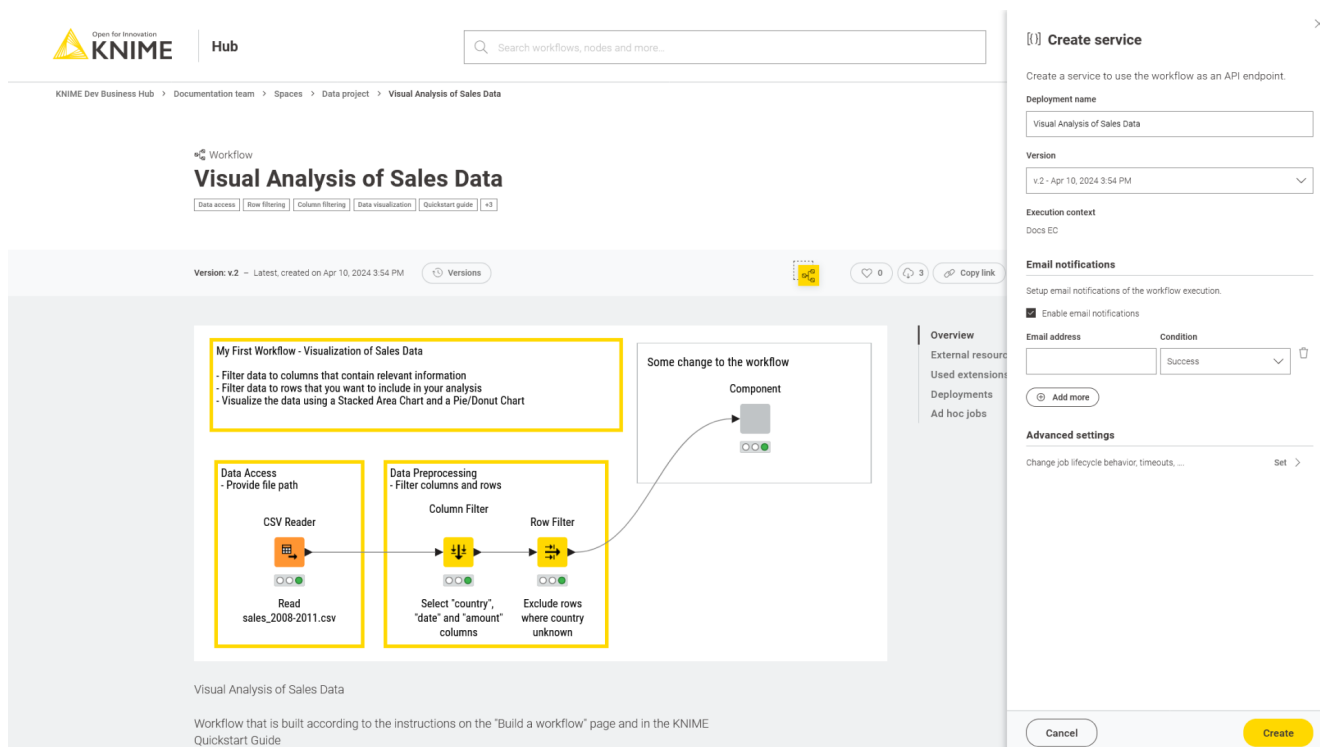 Open for Innovation
KNIME
Hub
Search workflows, nodes and more...
KNIME Dev Business Hub > Documentation team > Spaces > Data project > Visual Analysis of Sales Data
Workflow
Visual Analysis of Sales Data
Data access Row filtering Column filtering Data visualization Quickstart guide +3
Version: v.2 – Latest, created on Apr 10, 2024 3:54 PM Versions 0 3 Copy link
My First Workflow - Visualization of Sales Data
- Filter data to columns that contain relevant information
- Filter data to rows that you want to include in your analysis
- Visualize the data using a Stacked Area Chart and a Pie/Donut Chart
Some change to the workflow
Component
Data Access
- Provide file path
CSV Reader
Read
sales_2008-2011.csv
Data Preprocessing
- Filter columns and rows
Column Filter
Select "country",
"date" and "amount"
columns
Row Filter
Exclude rows
where country
unknown
Overview
External resourc
Used extensions
Deployments
Ad hoc jobs
Visual Analysis of Sales Data
Workflow that is built according to the instructions on the "Build a workflow" page and in the KNIME
Quickstart Guide
Create service
Create a service to use the workflow as an API endpoint.
Deployment name
Visual Analysis of Sales Data
Version
v.2 - Apr 10, 2024 3:54 PM
Execution context
Docs EC
Email notifications
Setup email notifications of the workflow execution.
Enable email notifications
Email address Condition
Success
Add more
Advanced settings
Change job lifecycle behavior, timeouts, ... Set >
Cancel Create